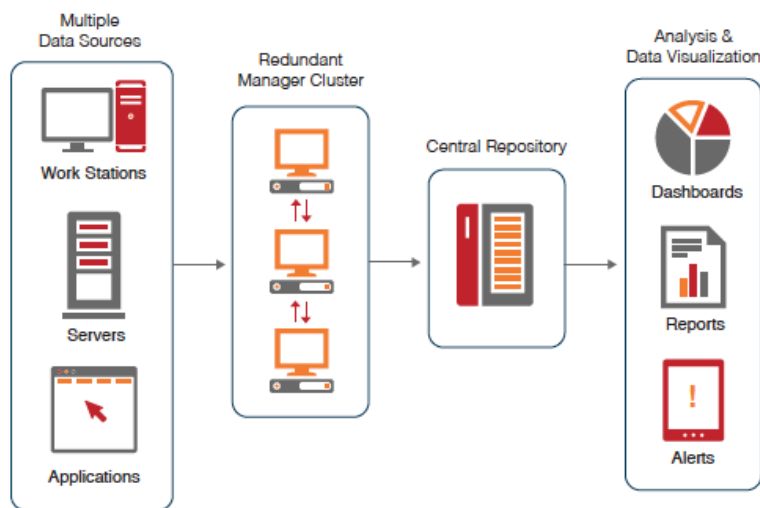 Multiple
Data Sources
Work Stations
Servers
Applications
Redundant
Manager Cluster
Central Repository
Analysis &
Data Visualization
Dashboards
Reports
!
Alerts